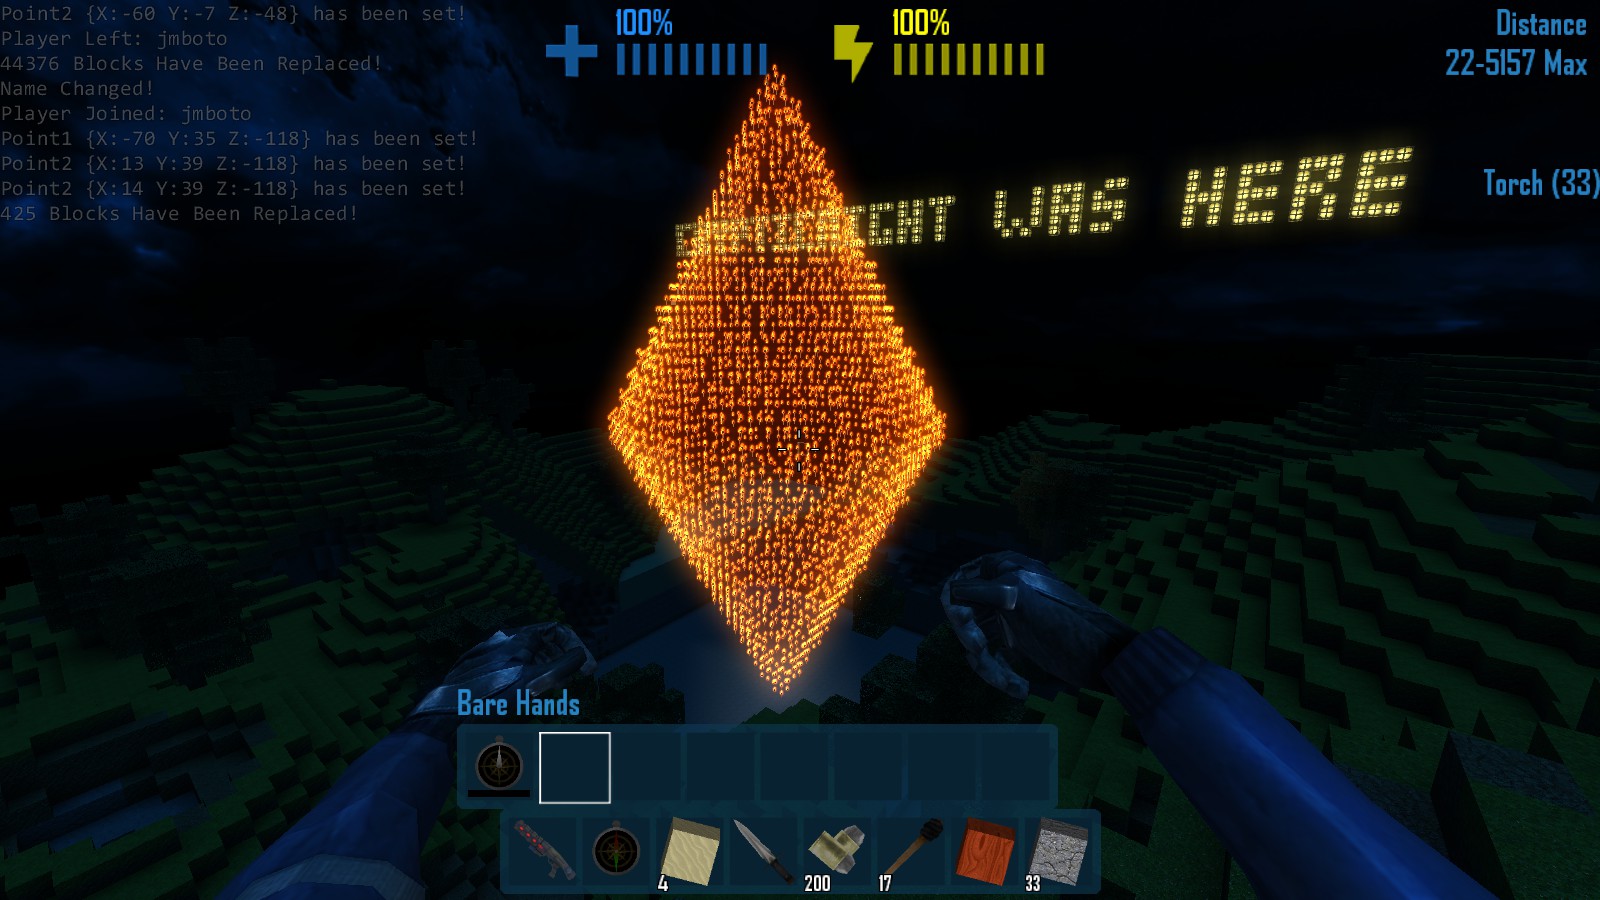 Point2 {X:-60 Y:-7 Z:-48} has been set!
Player Left: jmboto
44376 Blocks Have Been Replaced!
Name Changed!
Player Joined: jmboto
Point1 {X:-70 Y:35 Z:-118} has been set!
Point2 {X:13 Y:39 Z:-118} has been set!
Point2 {X:14 Y:39 Z:-118} has been set!
425 Blocks Have Been Replaced!
100%
100%
Distance
22-5157 Max
Torch (33)
WAS HERE
Bare Hands
4
200
17
33